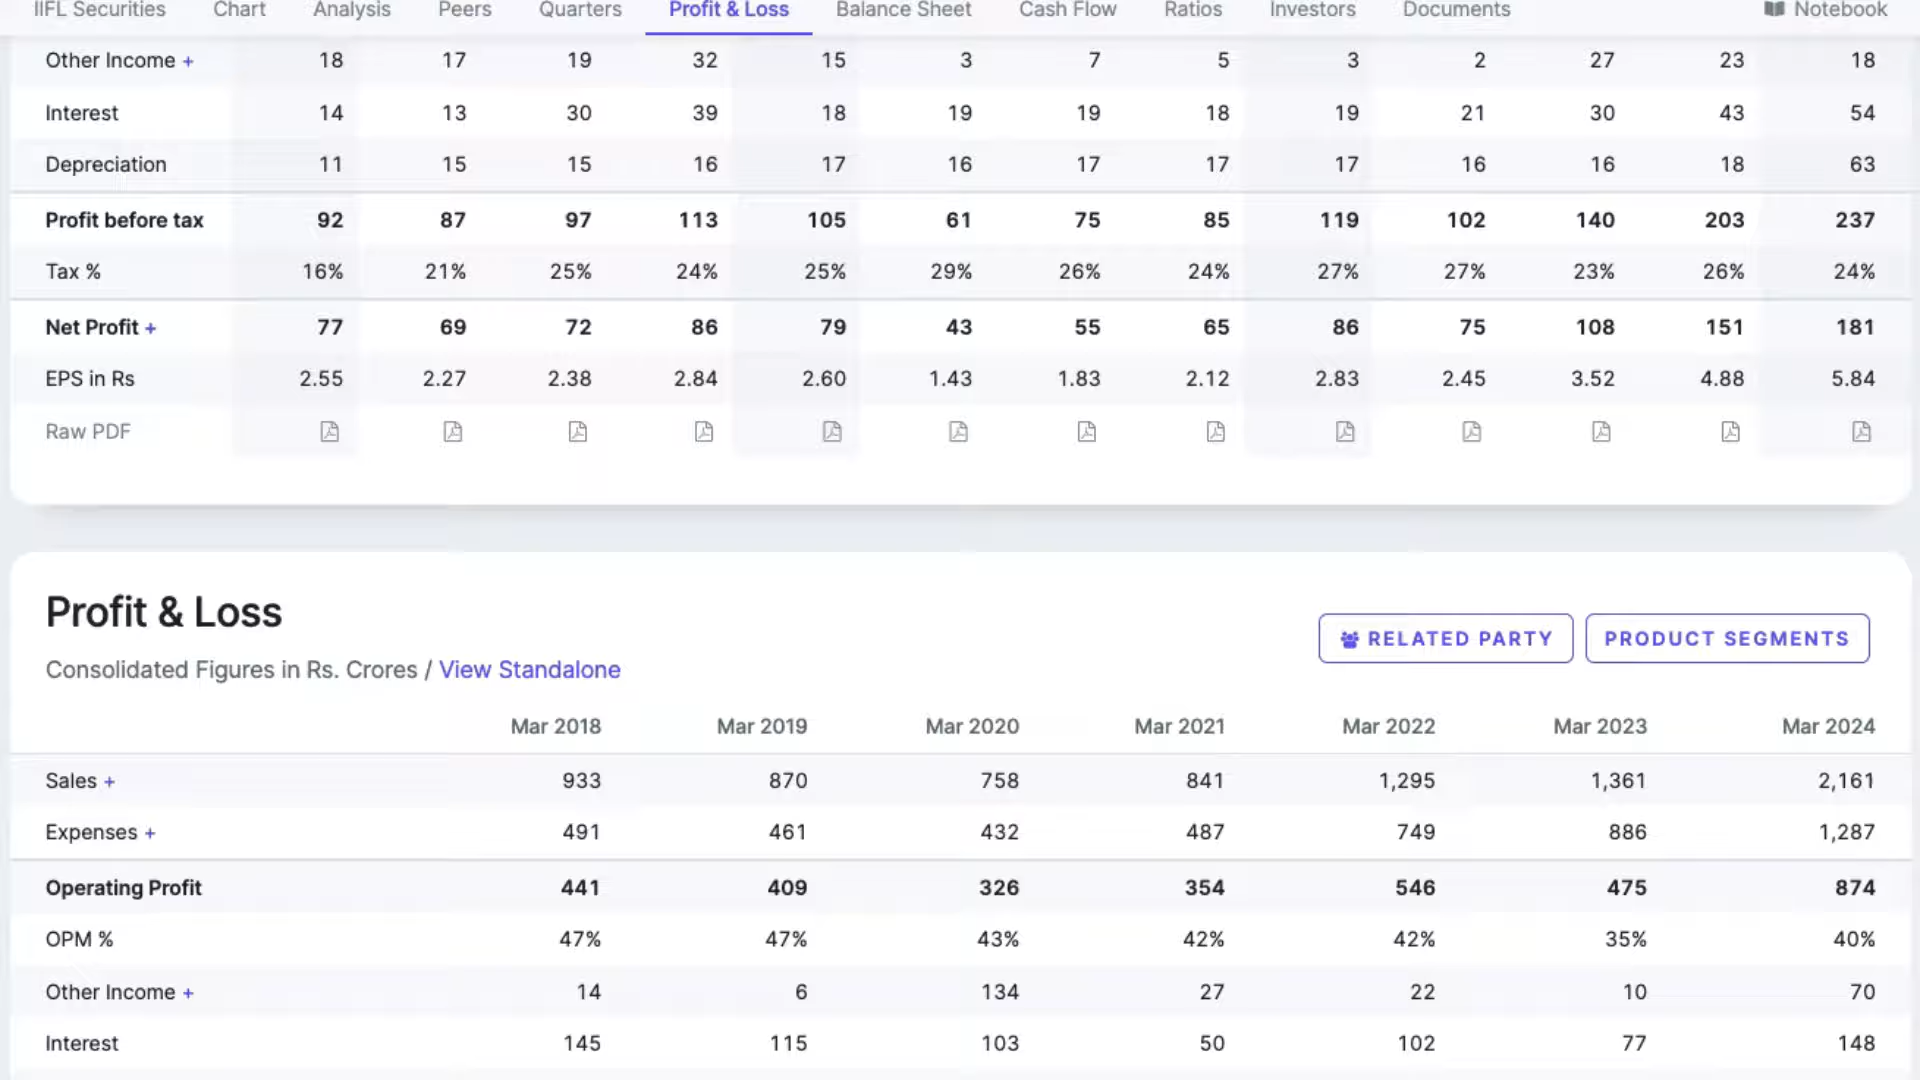 IIFL Securities Chart Analysis Peers Quarters Profit & Loss Balance Sheet Cash Flow Ratios Investors Documents Notebook
Other Income + 18 17 19 32 15 3 7 5 3 2 27 23 18
Interest 14 13 30 39 18 19 19 18 19 21 30 43 54
Depreciation 11 15 15 16 17 16 17 17 17 16 16 18 63
Profit before tax 92 87 97 113 105 61 75 85 119 102 140 203 237
Tax % 16% 21% 25% 24% 25% 29% 26% 24% 27% 27% 23% 26% 24%
Net Profit + 77 69 72 86 79 43 55 65 86 75 108 151 181
EPS in Rs 2.55 2.27 2.38 2.84 2.60 1.43 1.83 2.12 2.83 2.45 3.52 4.88 5.84
Raw PDF
Profit & Loss
RELATED PARTY PRODUCT SEGMENTS
Consolidated Figures in Rs. Crores / View Standalone
Mar 2018 Mar 2019 Mar 2020 Mar 2021 Mar 2022 Mar 2023 Mar 2024
Sales + 933 870 758 841 1,295 1,361 2,161
Expenses + 491 461 432 487 749 886 1,287
Operating Profit 441 409 326 354 546 475 874
OPM % 47% 47% 43% 42% 42% 35% 40%
Other Income + 14 6 134 27 22 10 70
Interest 145 115 103 50 102 77 148